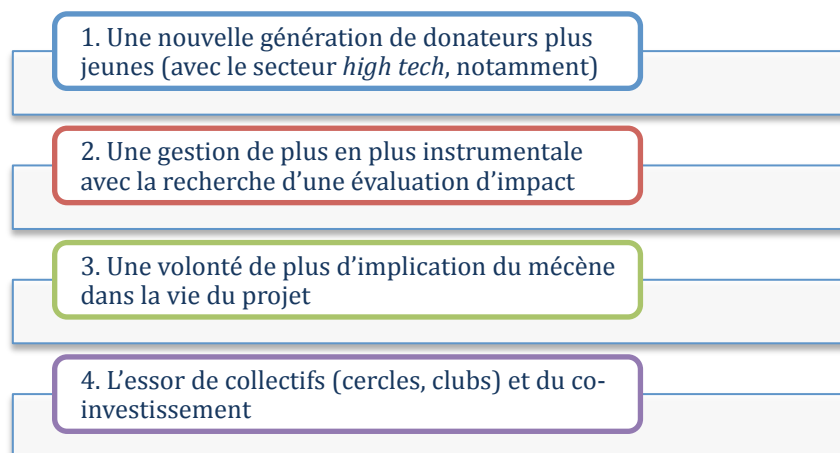 1. Une nouvelle génération de donateurs plus
jeunes (avec le secteur high tech, notamment)
2. Une gestion de plus en plus instrumentale
avec la recherche d’une évaluation d’impact
3. Une volonté de plus d’implication du mécène
dans la vie du projet
4. L’essor de collectifs (cercles, clubs) et du co-
investissement